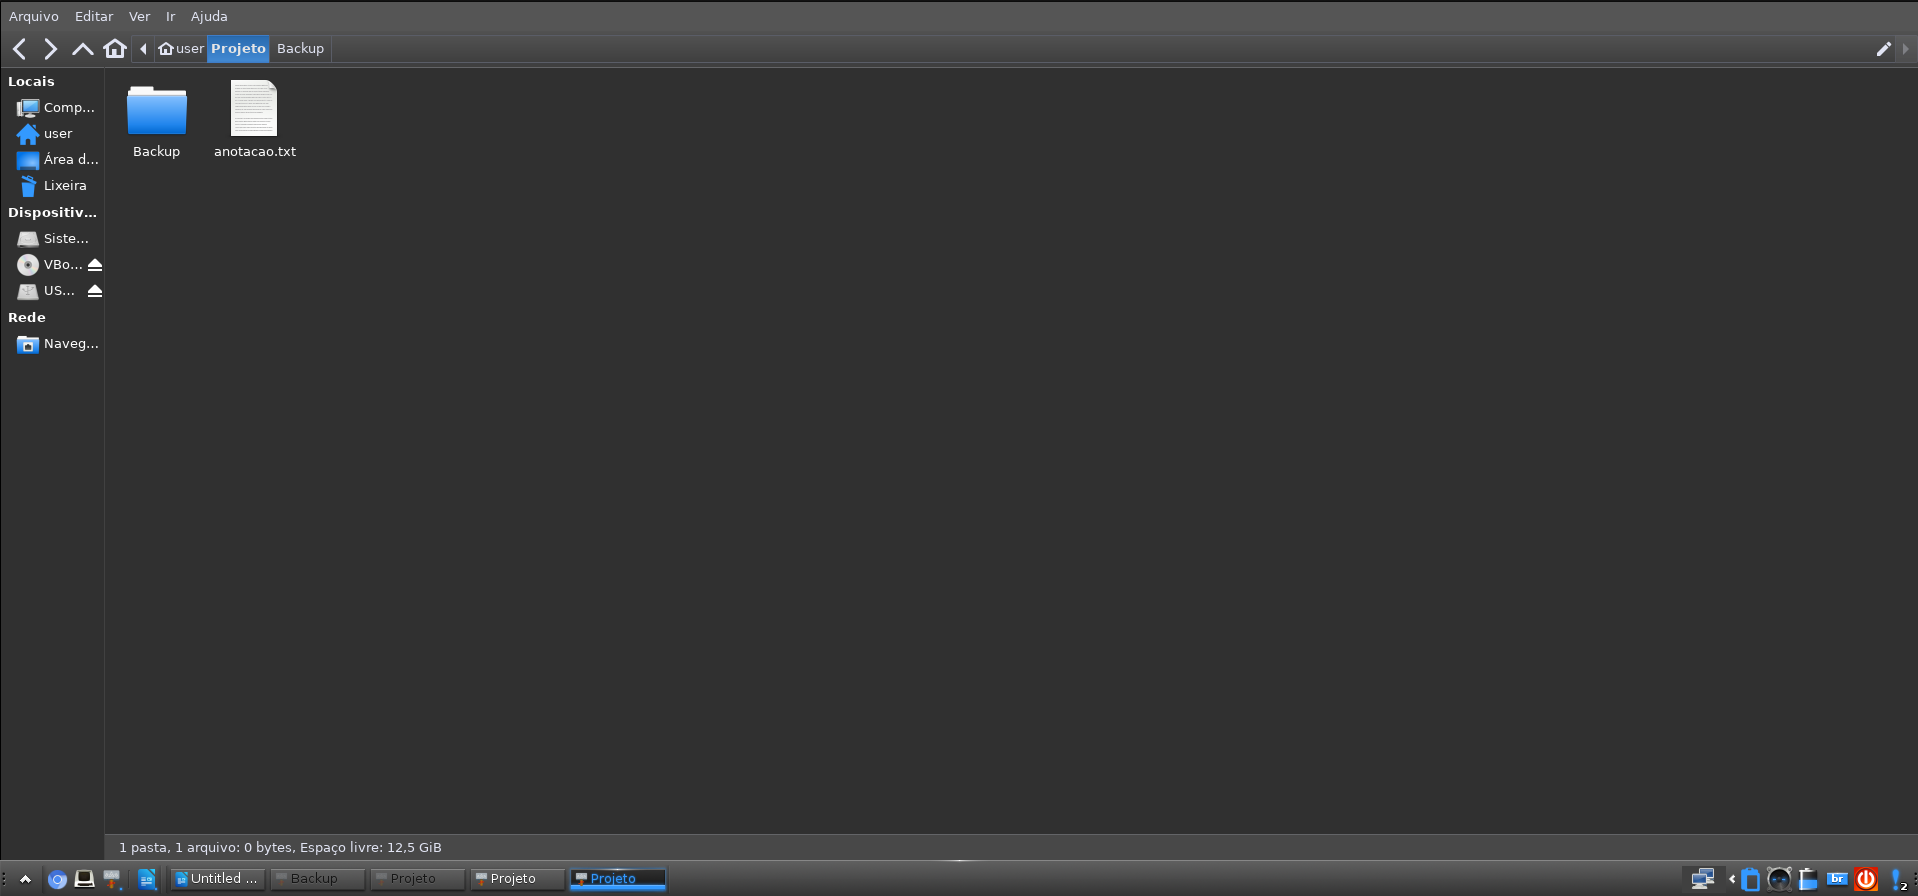 Arquivo Editar Ver Ir Ajuda
user Projeto Backup
Locais
Comp...
user
Área d...
Lixeira
Dispositiv...
Siste...
VBo...
US...
Rede
Naveg...
Backup
anotacao.txt
1 pasta, 1 arquivo: 0 bytes, Espaço livre: 12,5 GiB
Untitled ... Backup Projeto Projeto Projeto
br
2